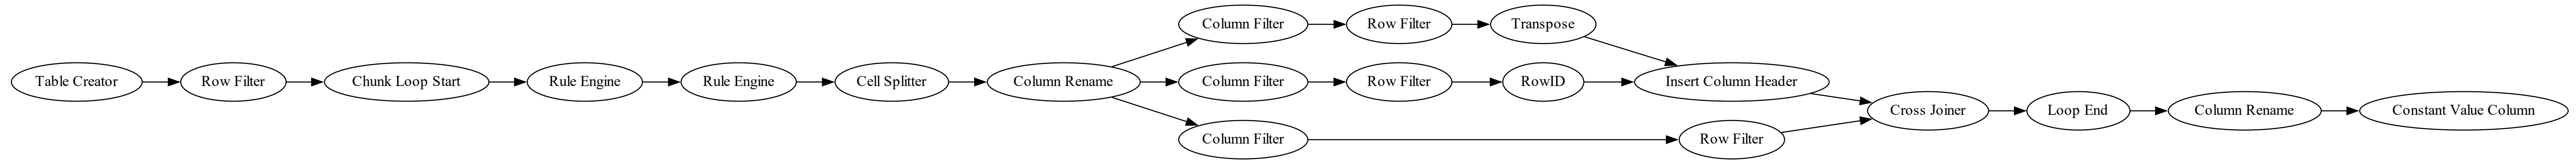 Table Creator
Row Filter
Chunk Loop Start
Rule Engine
Rule Engine
Cell Splitter
Column Rename
Column Filter
Row Filter
Transpose
Column Filter
Row Filter
RowID
Insert Column Header
Column Filter
Row Filter
Cross Joiner
Loop End
Column Rename
Constant Value Column